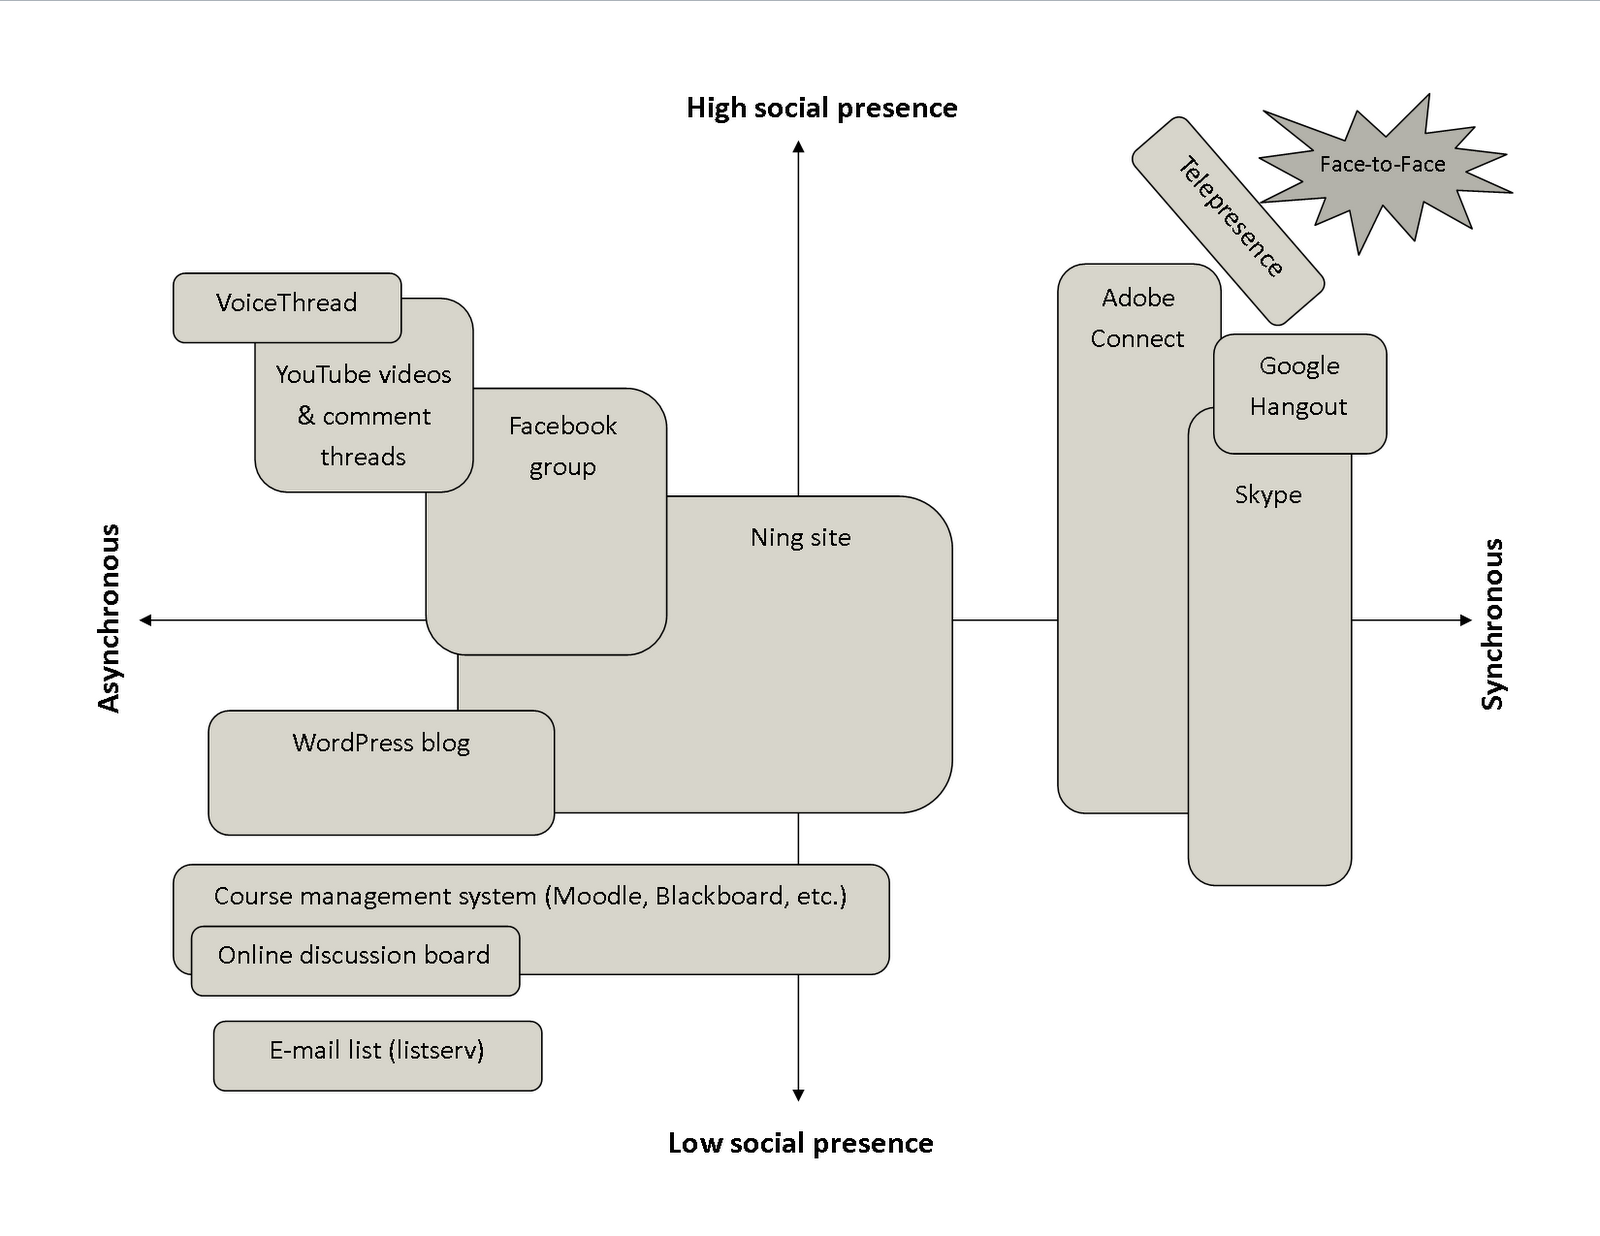 High social presence
Face-to-Face
Telepresence
VoiceThread
Adobe
Connect
YouTube videos
& comment
threads
Google
Hangout
Facebook
group
Skype
Ning site
Asynchronous
Synchronous
WordPress blog
Course management system (Moodle, Blackboard, etc.)
Online discussion board
E-mail list (listserv)
Low social presence